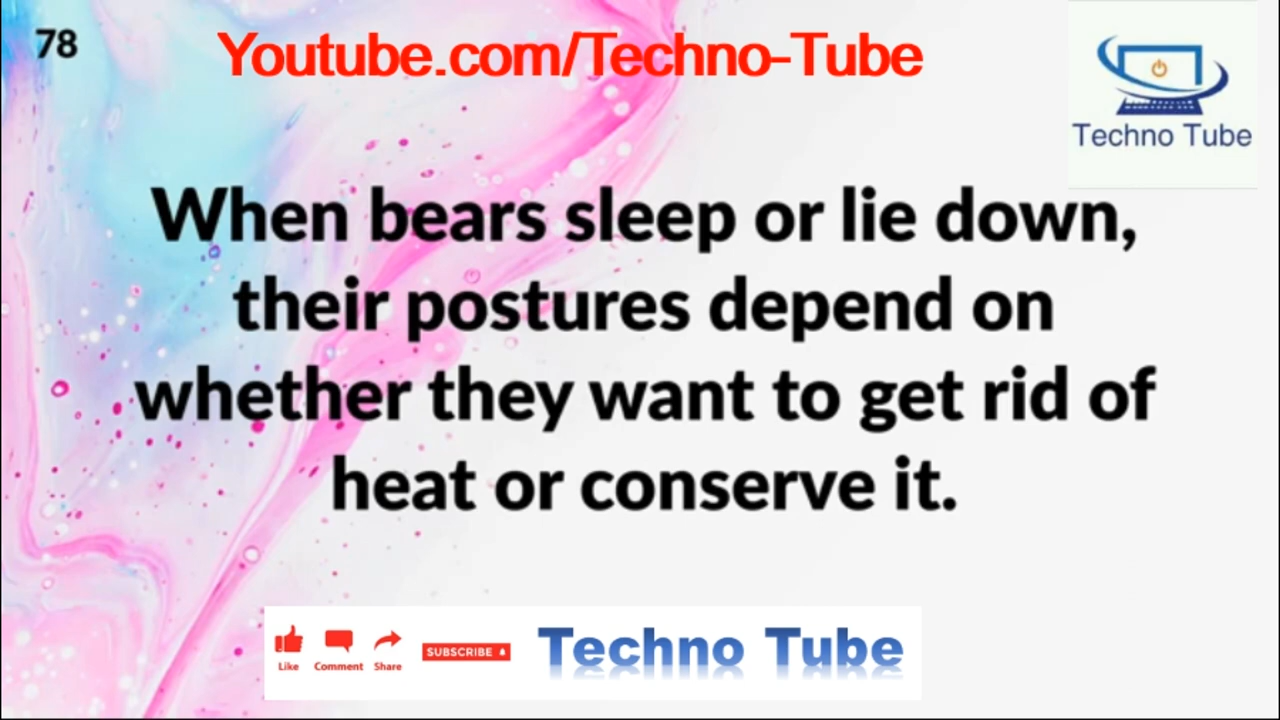 78
Youtube.com/Techno-Tube
Techno Tube
When bears sleep or lie down,
their postures depend on
whether they want to get rid of
heat or conserve it.
Like Comment Share
SUBSCRIBE
Techno Tube